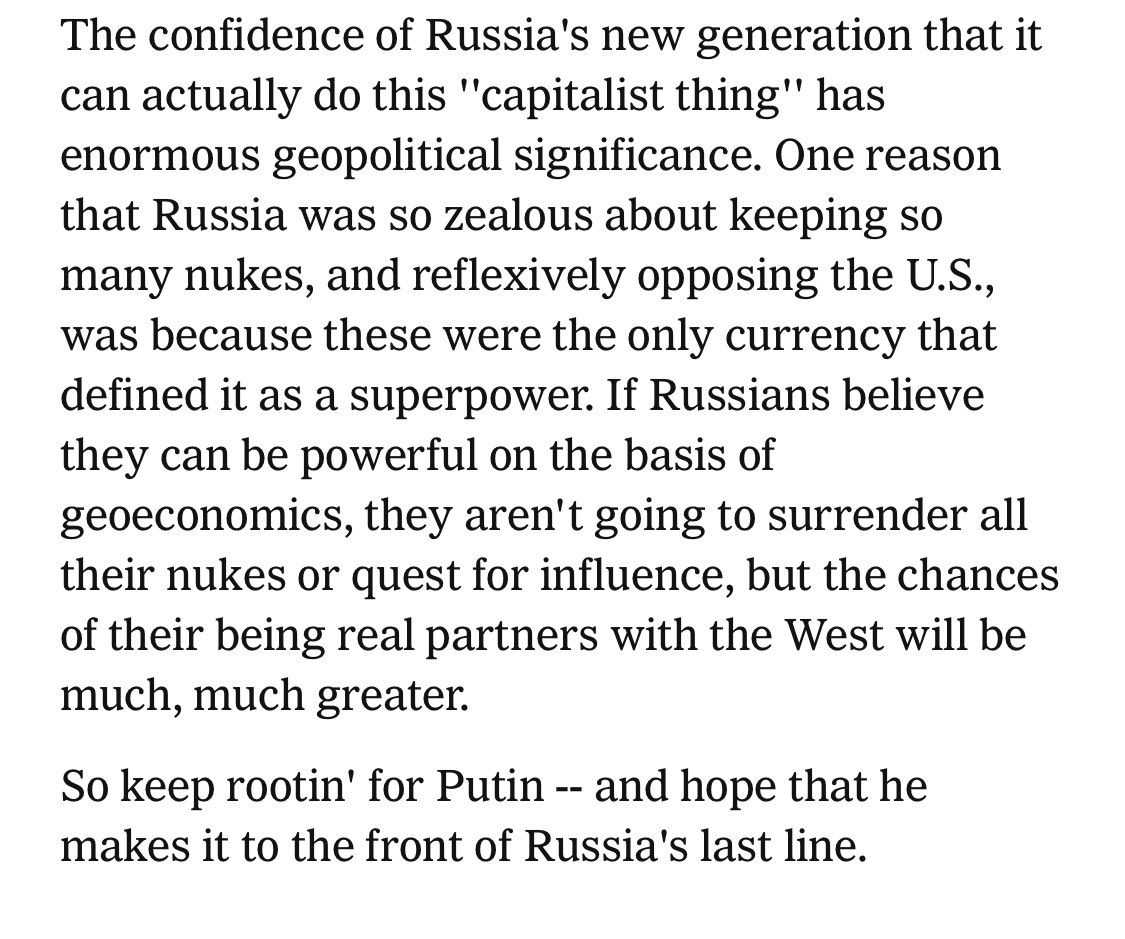 The confidence of Russia's new generation that it
can actually do this ''capitalist thing'' has
enormous geopolitical significance. One reason
that Russia was so zealous about keeping so
many nukes, and reflexively opposing the U.S.,
was because these were the only currency that
defined it as a superpower. If Russians believe
they can be powerful on the basis of
geoeconomics, they aren't going to surrender all
their nukes or quest for influence, but the chances
of their being real partners with the West will be
much, much greater.
So keep rootin' for Putin -- and hope that he
makes it to the front of Russia's last line.